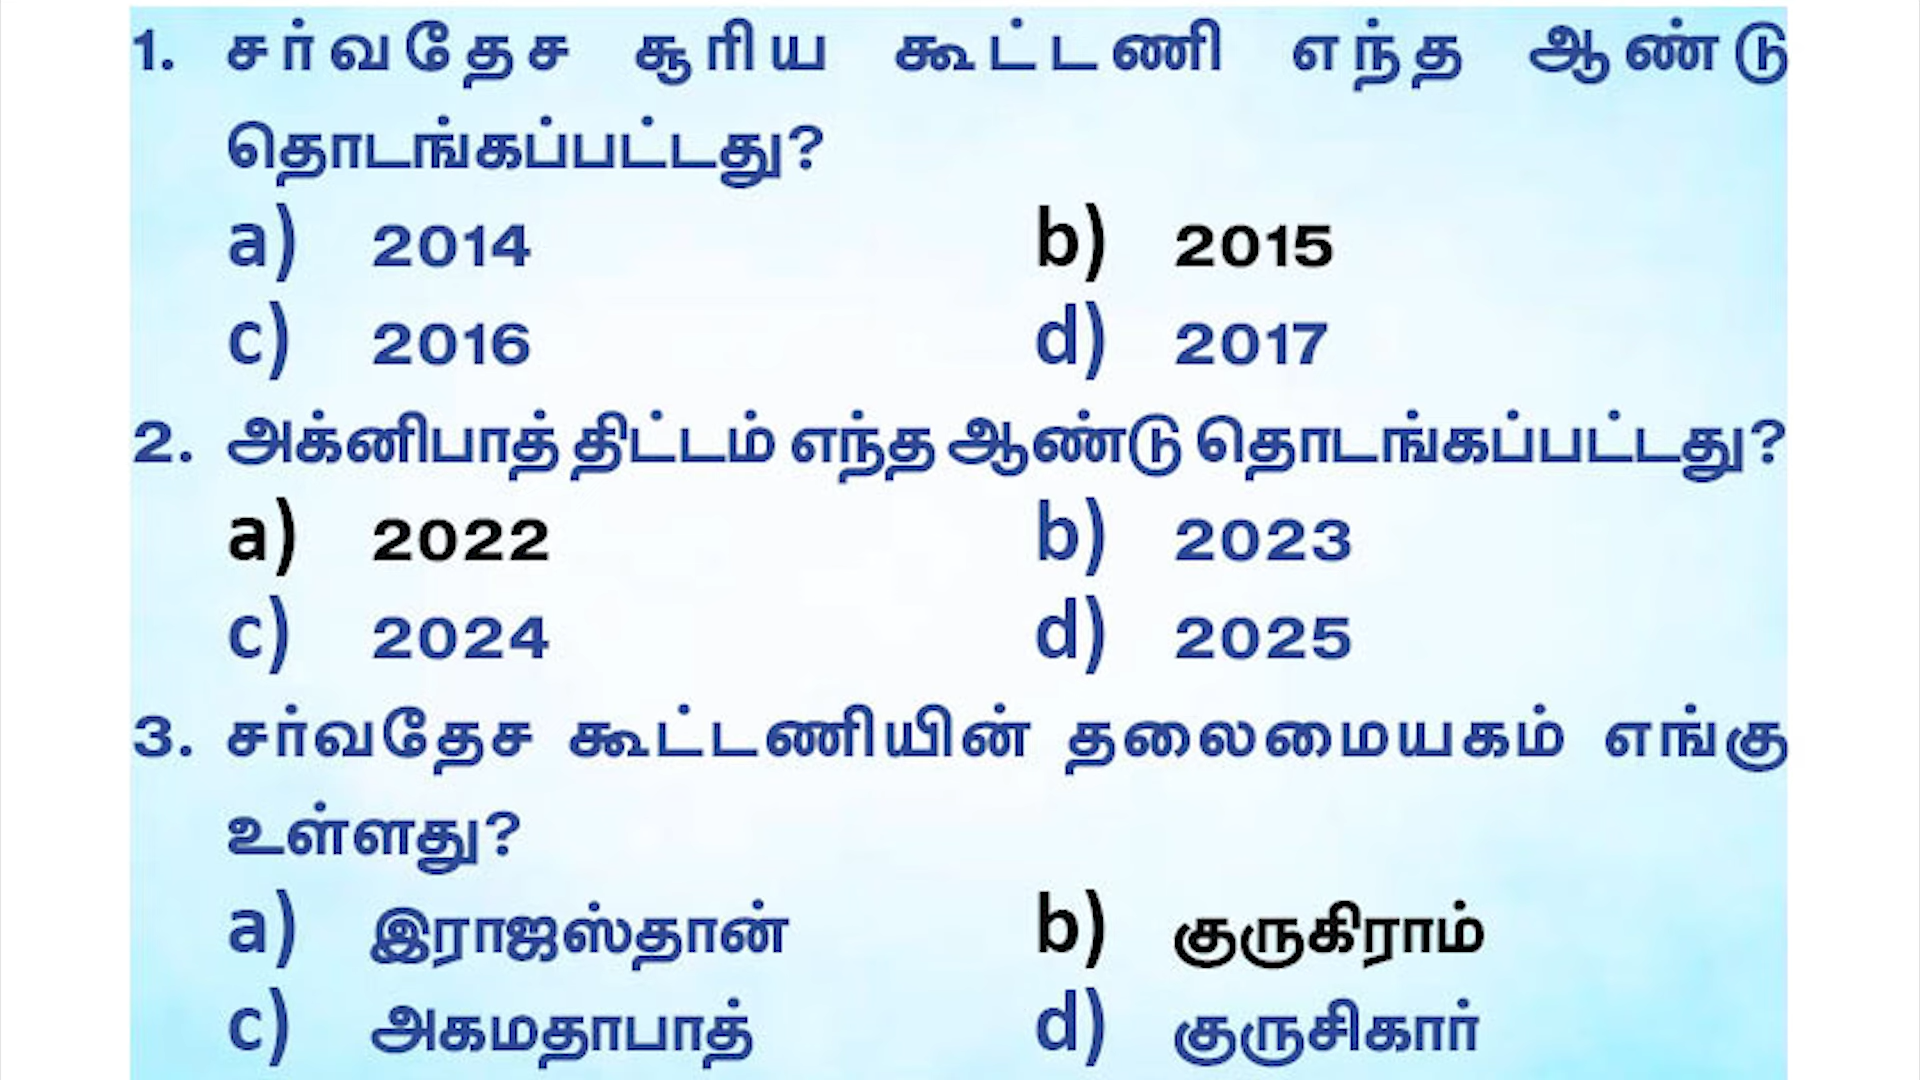 1. சர்வதேச சூரிய கூட்டணி எந்த ஆண்டு
தொடங்கப்பட்டது?
a) 2014 b) 2015
c) 2016 d) 2017
2. அக்னிபாத் திட்டம் எந்த ஆண்டு தொடங்கப்பட்டது?
a) 2022 b) 2023
c) 2024 d) 2025
3. சர்வதேச கூட்டணியின் தலைமையகம் எங்கு
உள்ளது?
a) இராஜஸ்தான் b) குருகிராம்
c) அகமதாபாத் d) குருசிகார்